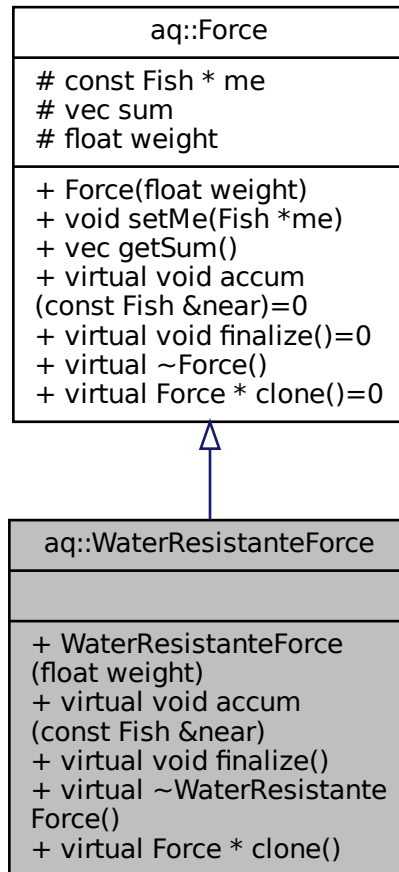 aq::Force
# const Fish * me
# vec sum
# float weight
+ Force(float weight)
+ void setMe(Fish *me)
+ vec getSum()
+ virtual void accum
(const Fish &near)=0
+ virtual void finalize()=0
+ virtual ~Force()
+ virtual Force * clone()=0
aq::WaterResistanteForce
+ WaterResistanteForce
(float weight)
+ virtual void accum
(const Fish &near)
+ virtual void finalize()
+ virtual ~WaterResistante
Force()
+ virtual Force * clone()